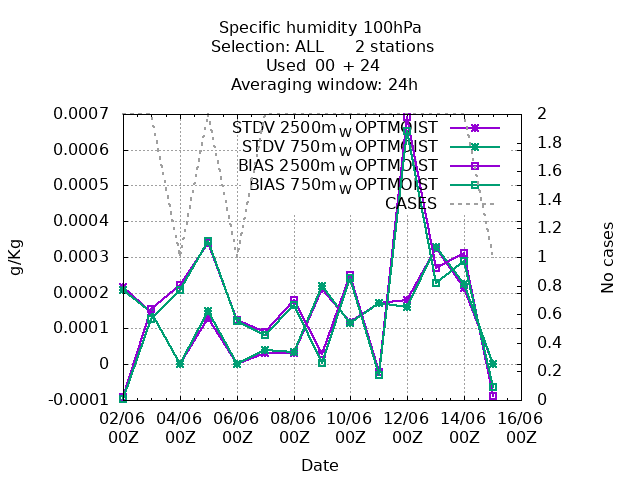 Specific humidity 100hPa
Selection: ALL 2 stations
Used 00 + 24
Averaging window: 24h
0.0007
0.0006
0.0005
0.0004
0.0003
0.0002
0.0001
0
-0.0001
g/Kg
STDV 2500m_W OPTMOIST
STDV 750m_W OPTMOIST
BIAS 2500m_W OPTMOIST
BIAS 750m_W OPTMOIST
CASES
2
1.8
1.6
1.4
1.2
1
0.8
0.6
0.4
0.2
0
No cases
02/06 04/06 06/06 08/06 10/06 12/06 14/06 16/06
00Z 00Z 00Z 00Z 00Z 00Z 00Z 00Z
Date